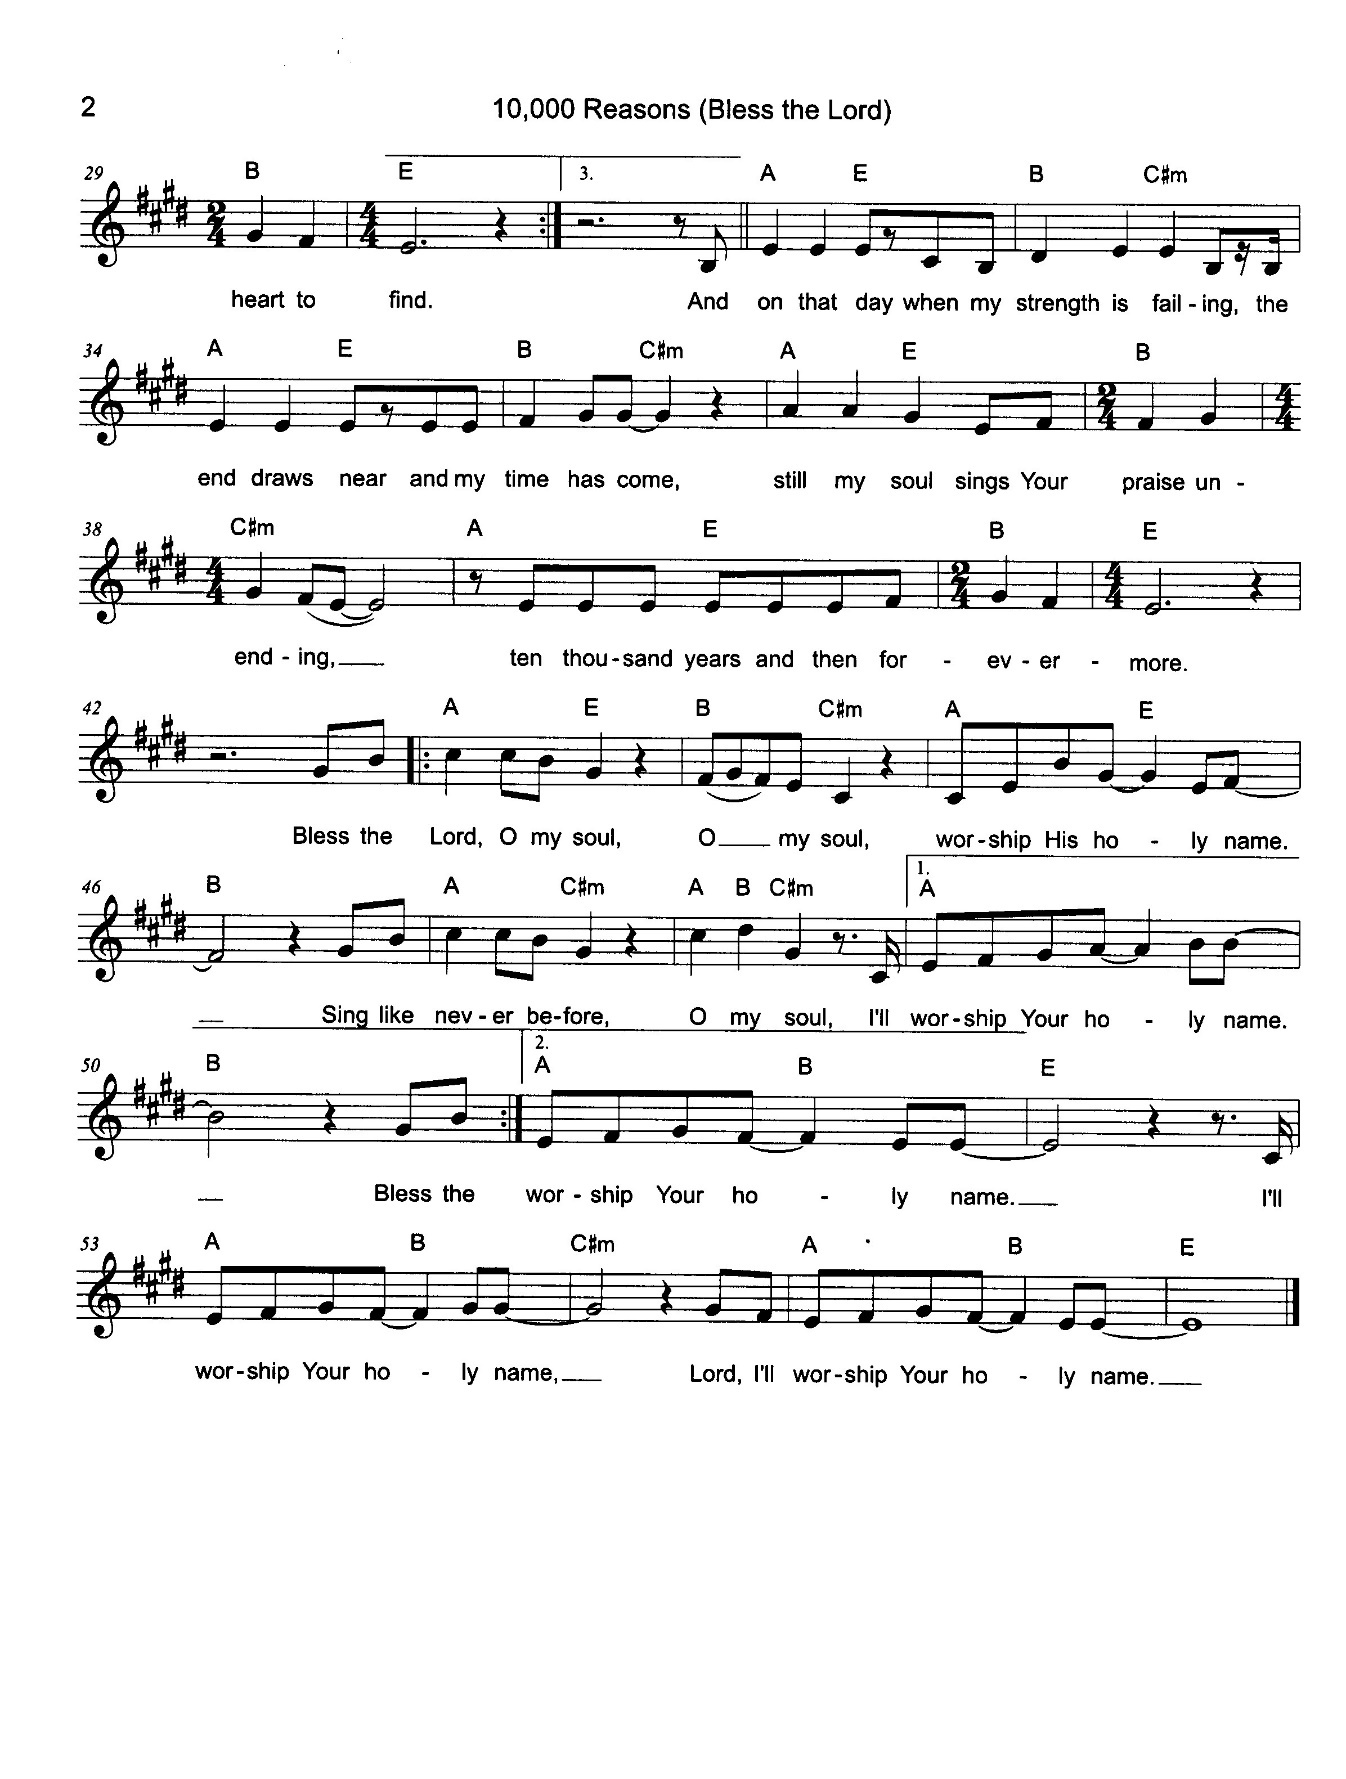 2
10,000 Reasons (Bless the Lord)
29 B E 3. A E B C♯m
heart to find. And on that day when my strength is fail - ing, the
34 A E B C♯m A E B
end draws near and my time has come, still my soul sings Your praise un -
38 C♯m A E B E
end - ing, ten thou - sand years and then for - ev - er - more.
42 A E B C♯m A E
Bless the Lord, O my soul, O my soul, wor - ship His ho - ly name.
46 B A C♯m A B C♯m 1. A
Sing like nev - er be - fore, O my soul, I'll wor - ship Your ho - ly name.
50 B 2. A B E
Bless the wor - ship Your ho - ly name. I'll
53 A B C♯m A B E
wor - ship Your ho - ly name, Lord, I'll wor - ship Your ho - ly name.